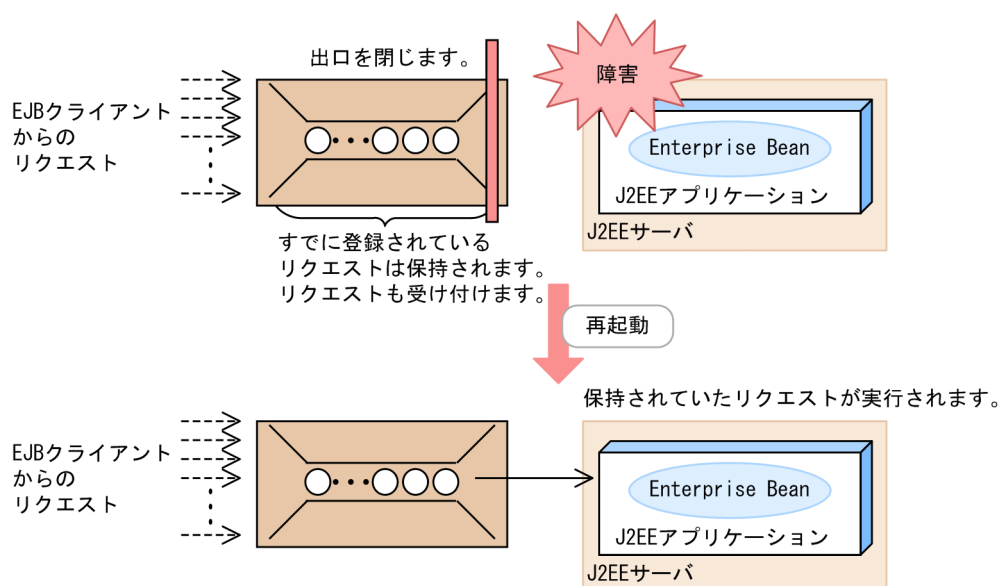 出口を閉じます。
障害
EJBクライアント
からの
リクエスト
Enterprise Bean
J2EEアプリケーション
J2EEサーバ
すでに登録されている
リクエストは保持されます。
リクエストも受け付けます。
再起動
保持されていたリクエストが実行されます。
EJBクライアント
からの
リクエスト
Enterprise Bean
J2EEアプリケーション
J2EEサーバ